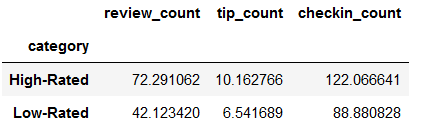 review_count tip_count checkin_count
category
High-Rated 72.291062 10.162766 122.066641
Low-Rated 42.123420 6.541689 88.880828